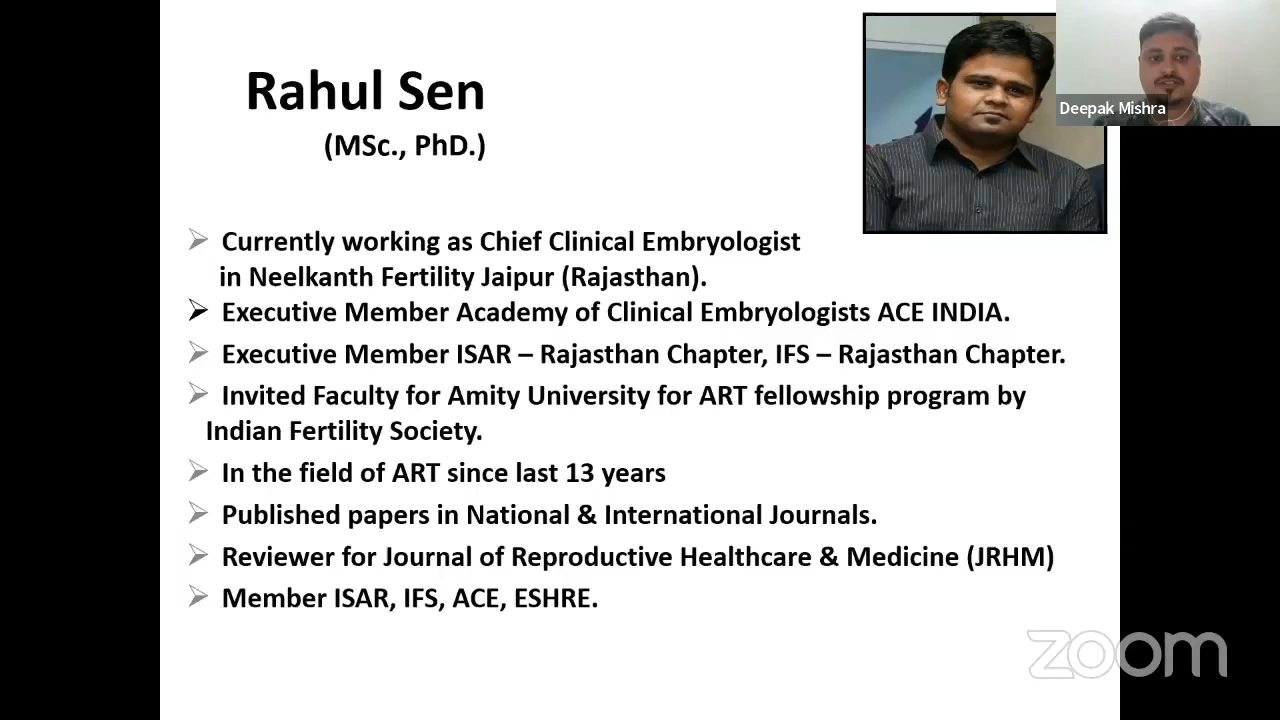 Rahul Sen
(MSc., PhD.)
Deepak Mishra
Currently working as Chief Clinical Embryologist
in Neelkanth Fertility Jaipur (Rajasthan).
Executive Member Academy of Clinical Embryologists ACE INDIA.
Executive Member ISAR – Rajasthan Chapter, IFS – Rajasthan Chapter.
Invited Faculty for Amity University for ART fellowship program by
Indian Fertility Society.
In the field of ART since last 13 years
Published papers in National & International Journals.
Reviewer for Journal of Reproductive Healthcare & Medicine (JRHM)
Member ISAR, IFS, ACE, ESHRE.
zoom